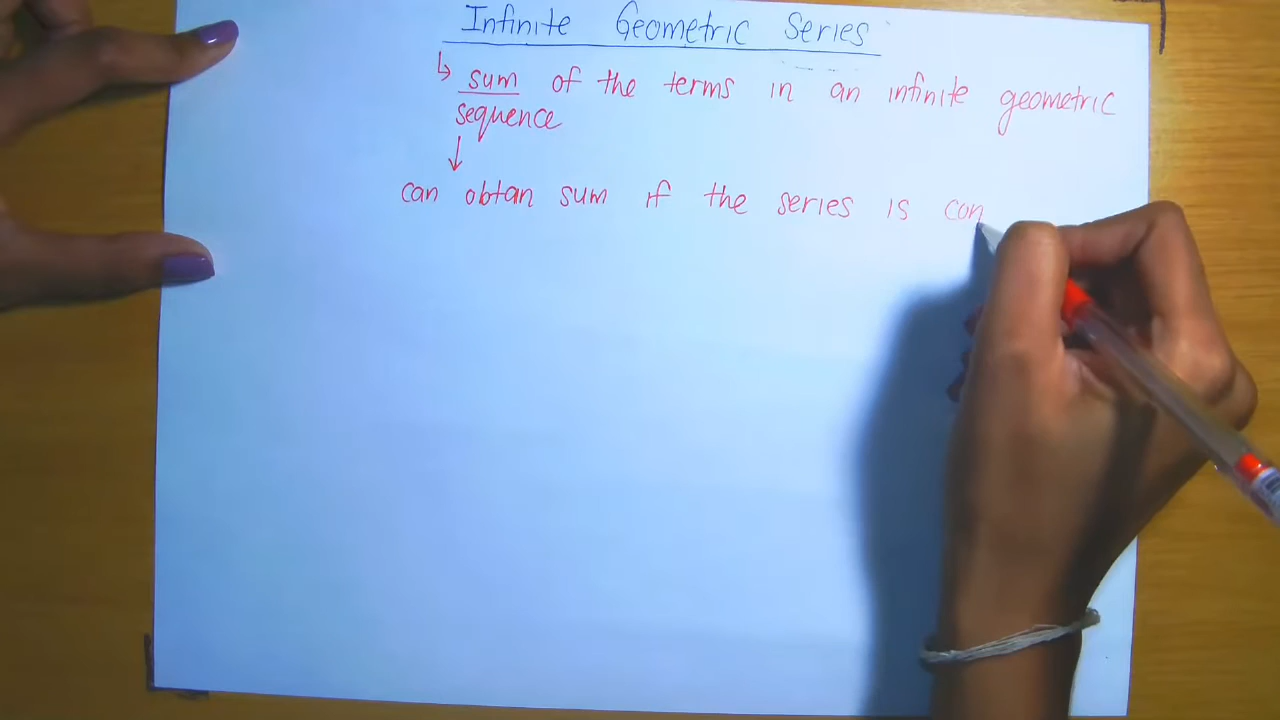 Infinite Geometric Series
↳ sum of the terms in an infinite geometric
sequence
↓
can obtan sum if the series is con